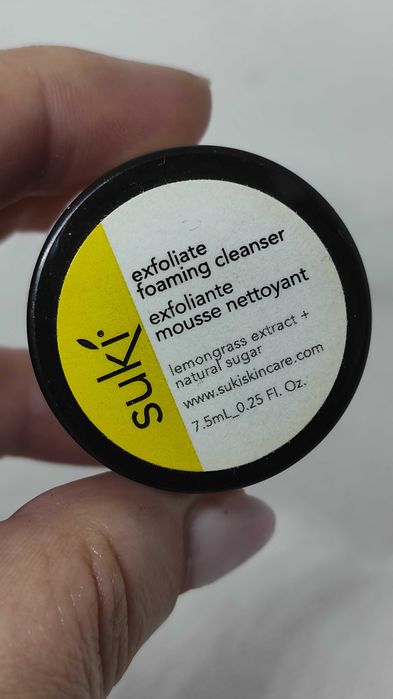 suki.
exfoliate
foaming cleanser
exfoliante
mousse nettoyant
lemongrass extract +
natural sugar
www.sukiskincare.com
7.5mL_0.25 Fl. Oz.